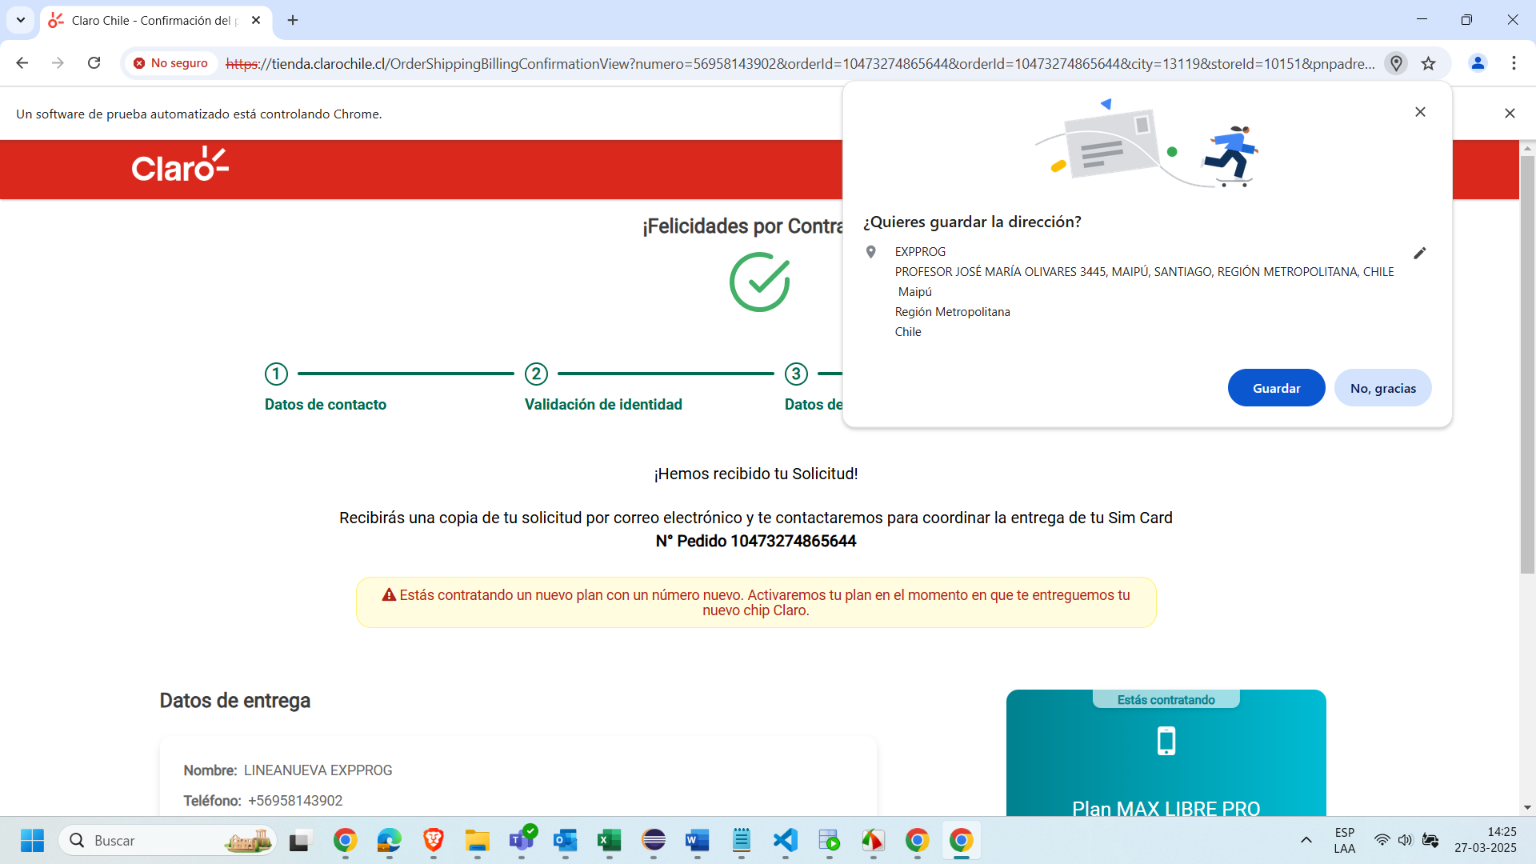 Claro Chile - Confirmación del p
No seguro
https://tienda.clarochile.cl/OrderShippingBillingConfirmationView?numero=56958143902&orderId=10473274865644&orderId=10473274865644&city=13119&storeId=10151&pnpadre...
Un software de prueba automatizado está controlando Chrome.
Claro
¡Felicidades por Contra
¿Quieres guardar la dirección?
EXPPROG
PROFESOR JOSÉ MARÍA OLIVARES 3445, MAIPÚ, SANTIAGO, REGIÓN METROPOLITANA, CHILE
Maipú
Región Metropolitana
Chile
Guardar
No, gracias
1
2
3
Datos de contacto
Validación de identidad
Datos de
¡Hemos recibido tu Solicitud!
Recibirás una copia de tu solicitud por correo electrónico y te contactaremos para coordinar la entrega de tu Sim Card
N° Pedido 10473274865644
Estás contratando un nuevo plan con un número nuevo. Activaremos tu plan en el momento en que te entreguemos tu
nuevo chip Claro.
Datos de entrega
Nombre: LINEANUEVA EXPPROG
Teléfono: +56958143902
Estás contratando
Plan MAX LIBRE PRO
Buscar
ESP
LAA
14:25
27-03-2025